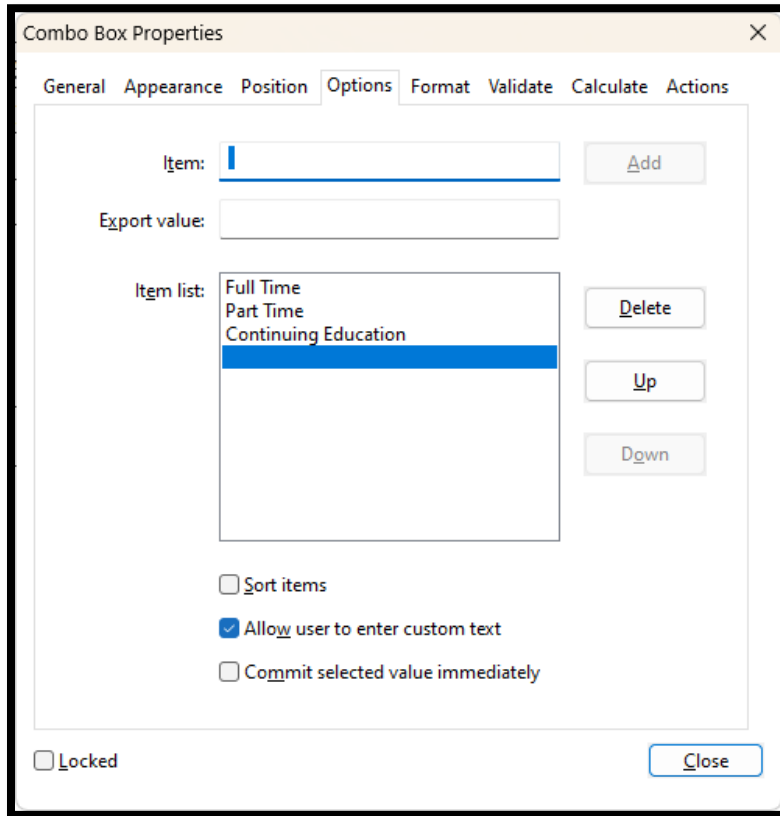 Combo Box Properties
General Appearance Position Options Format Validate Calculate Actions
Item: Add
Export value:
Item list:
Full Time
Part Time
Continuing Education
Delete
Up
Down
Sort items
Allow user to enter custom text
Commit selected value immediately
Locked Close